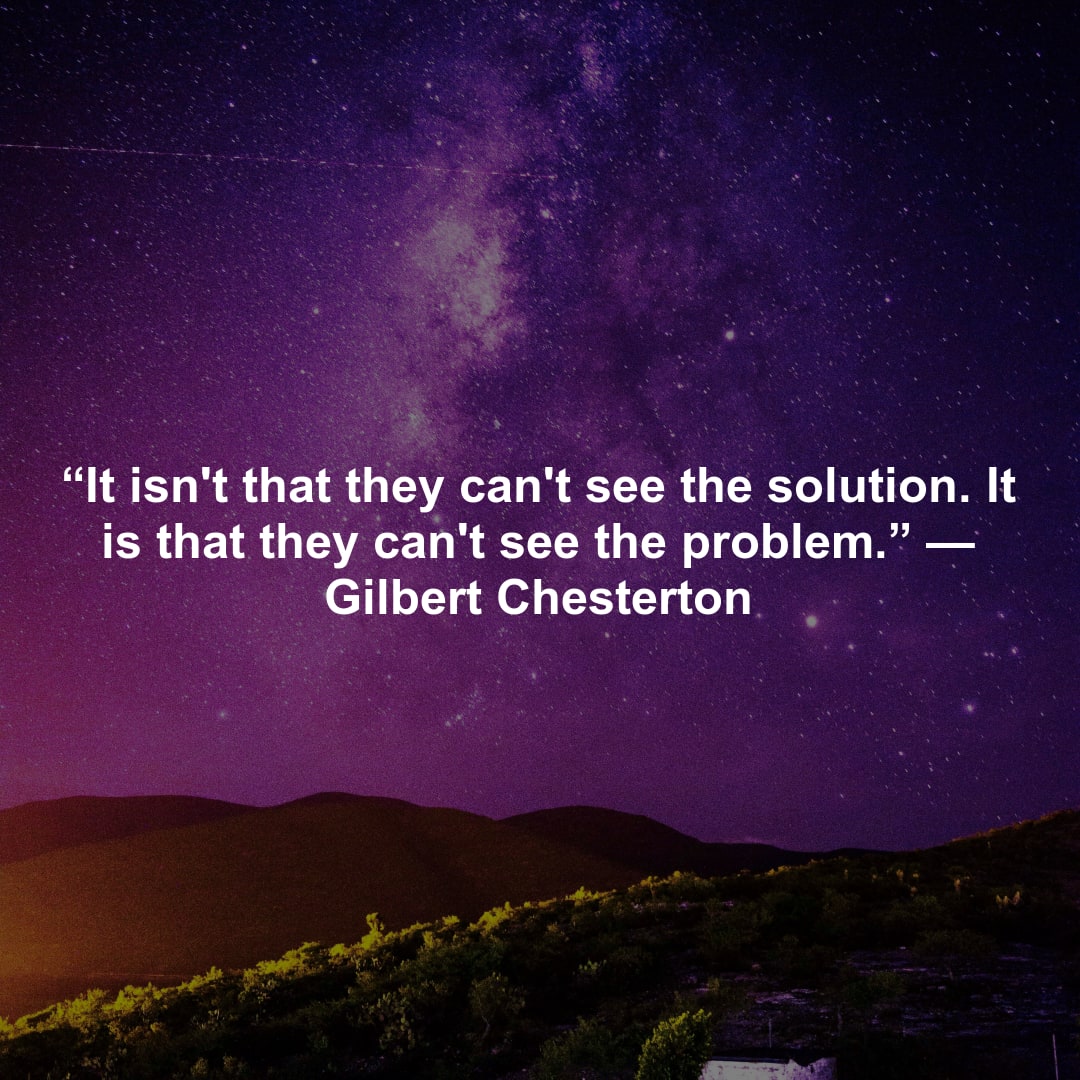 “It isn't that they can't see the solution. It
is that they can't see the problem.” —
Gilbert Chesterton